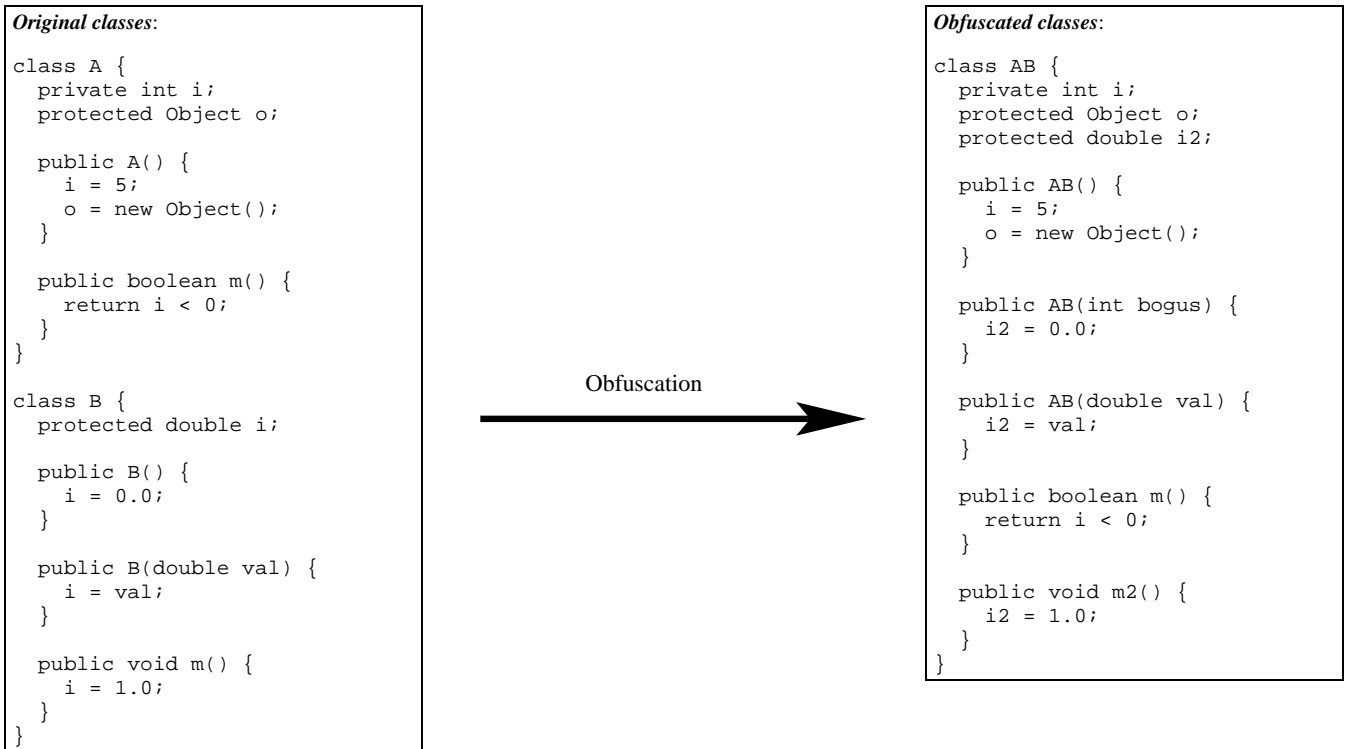 Original classes:
class A {
  private int i;
  protected Object o;

  public A() {
    i = 5;
    o = new Object();
  }

  public boolean m() {
    return i < 0;
  }
}

class B {
  protected double i;

  public B() {
    i = 0.0;
  }

  public B(double val) {
    i = val;
  }

  public void m() {
    i = 1.0;
  }
}
Obfuscation
Obfuscated classes:
class AB {
  private int i;
  protected Object o;
  protected double i2;

  public AB() {
    i = 5;
    o = new Object();
  }

  public AB(int bogus) {
    i2 = 0.0;
  }

  public AB(double val) {
    i2 = val;
  }

  public boolean m() {
    return i < 0;
  }

  public void m2() {
    i2 = 1.0;
  }
}